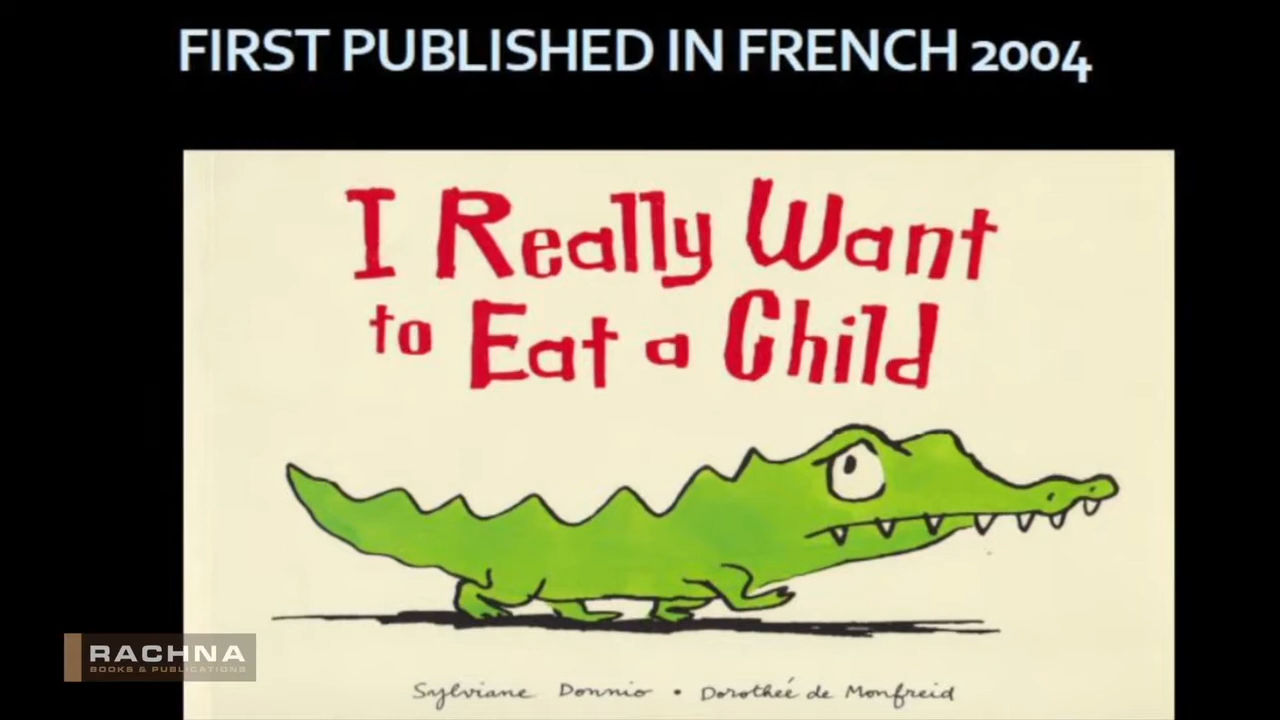 FIRST PUBLISHED IN FRENCH 2004
I Really Want
to Eat a Child
Sylviane Donnio • Dorothée de Monfreid
RACHNA
BOOKS & PUBLICATIONS